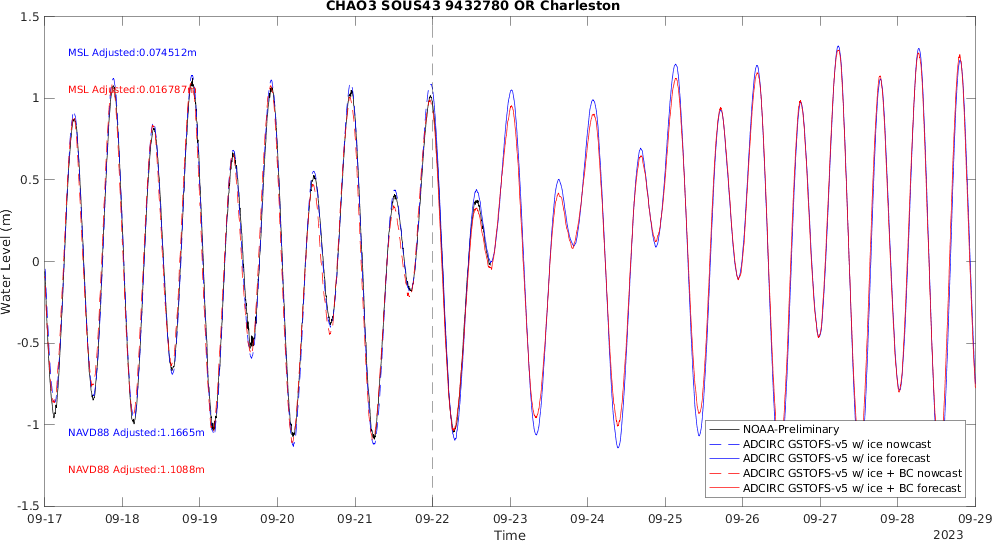 CHAO3 SOUS43 9432780 OR Charleston
1.5
1
0.5
0
-0.5
-1
-1.5
Water Level (m)
MSL Adjusted:0.074512m
MSL Adjusted:0.016787m
NAVD88 Adjusted:1.1665m
NAVD88 Adjusted:1.1088m
NOAA-Preliminary
ADCIRC GSTOFS-v5 w/ ice nowcast
ADCIRC GSTOFS-v5 w/ ice forecast
ADCIRC GSTOFS-v5 w/ ice + BC nowcast
ADCIRC GSTOFS-v5 w/ ice + BC forecast
09-17 09-18 09-19 09-20 09-21 09-22 09-23 09-24 09-25 09-26 09-27 09-28 09-29
Time
2023